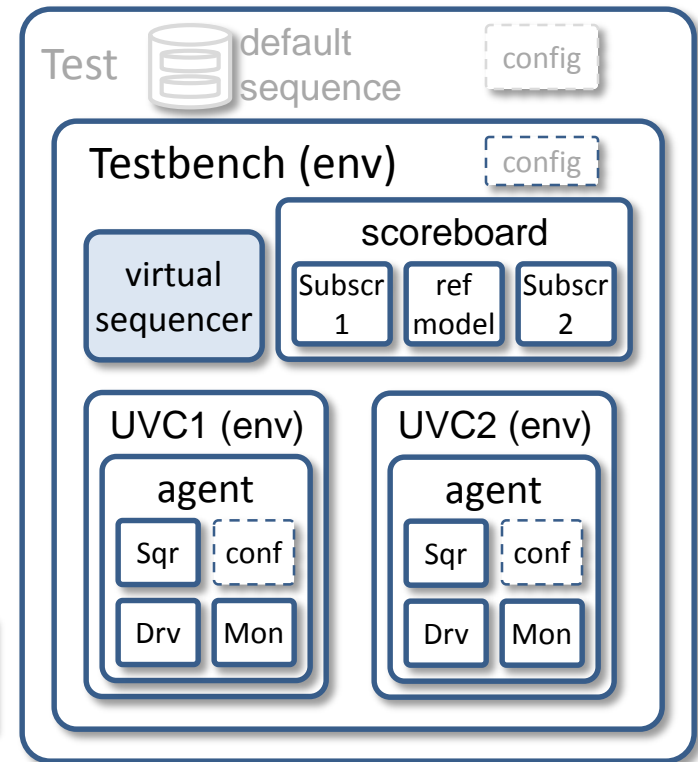 Test
default
sequence
config
Testbench (env)
config
virtual
sequencer
scoreboard
Subscr
1
ref
model
Subscr
2
UVC1 (env)
agent
Sqr
conf
Drv
Mon
UVC2 (env)
agent
Sqr
conf
Drv
Mon